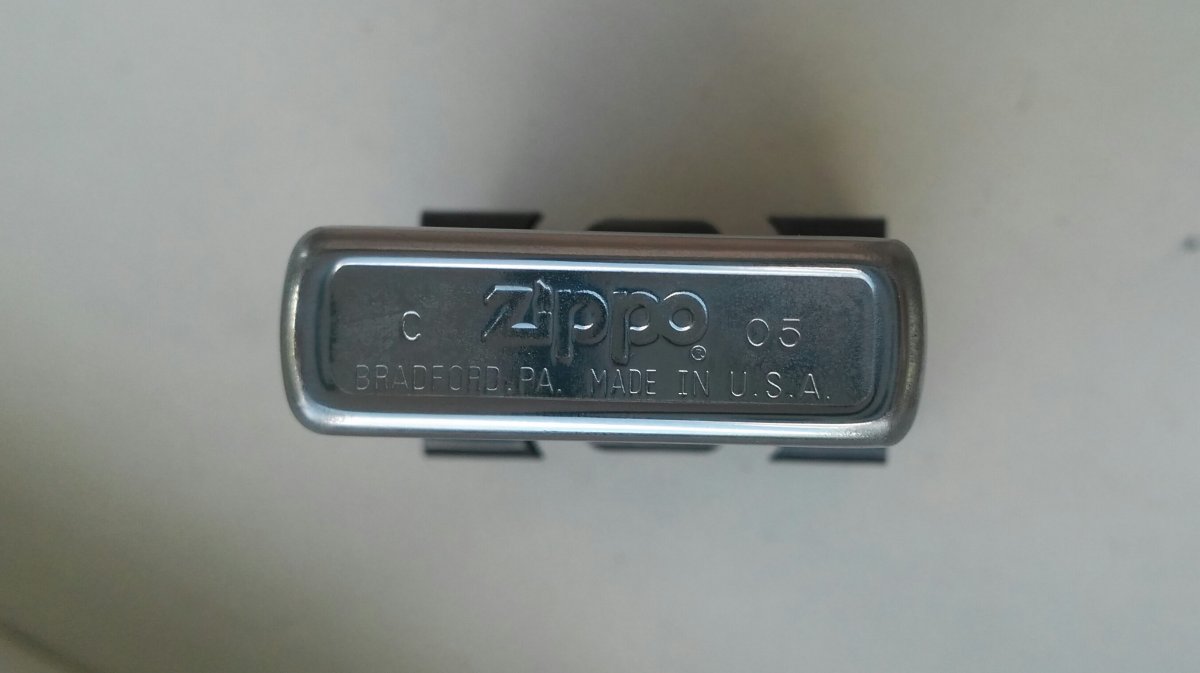 C Zippo® 05
BRADFORD, PA. MADE IN U.S.A.